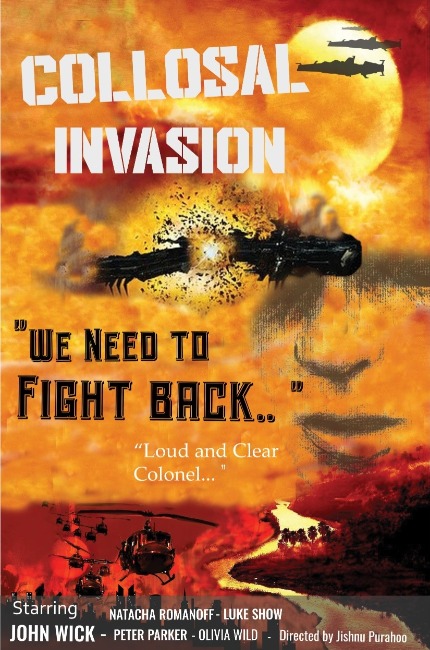 COLLOSAL
INVASION
"WE NEED TO
FIGHT BACK.. "
“Loud and Clear
Colonel... "
Starring
NATACHA ROMANOFF - LUKE SHOW
JOHN WICK - PETER PARKER - OLIVIA WILD - Directed by Jishnu Purahoo